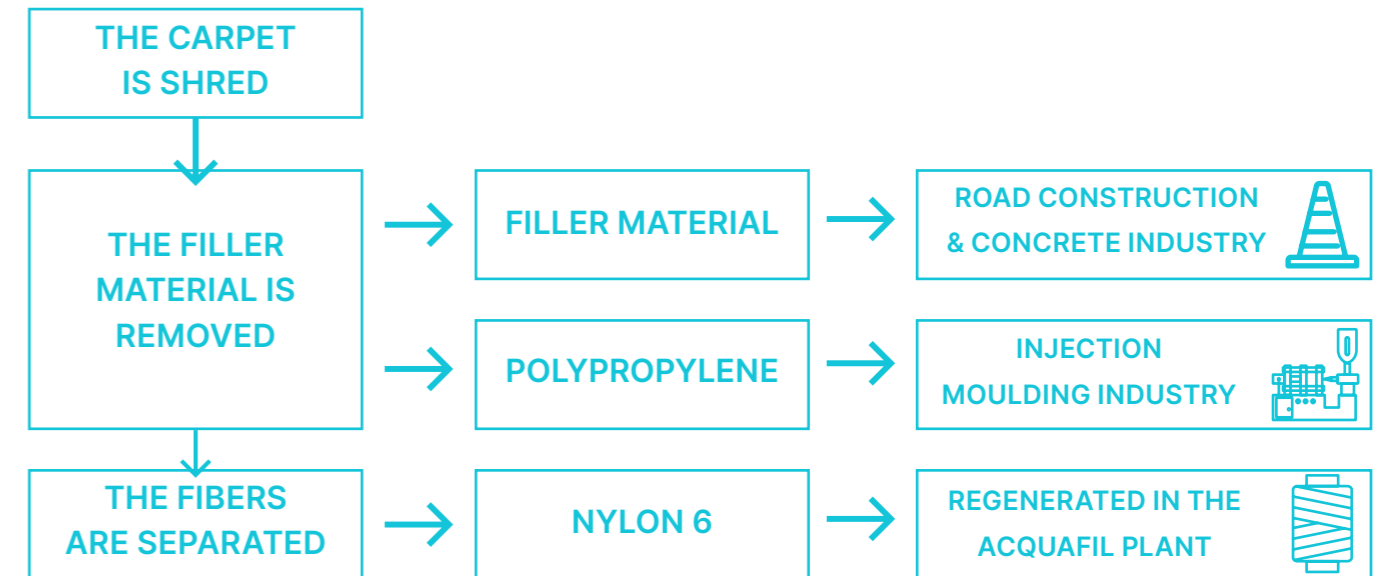 THE CARPET
IS SHRED
THE FILLER
MATERIAL IS
REMOVED
FILLER MATERIAL
ROAD CONSTRUCTION
& CONCRETE INDUSTRY
POLYPROPYLENE
INJECTION
MOULDING INDUSTRY
THE FIBERS
ARE SEPARATED
NYLON 6
REGENERATED IN THE
ACQUAFIL PLANT